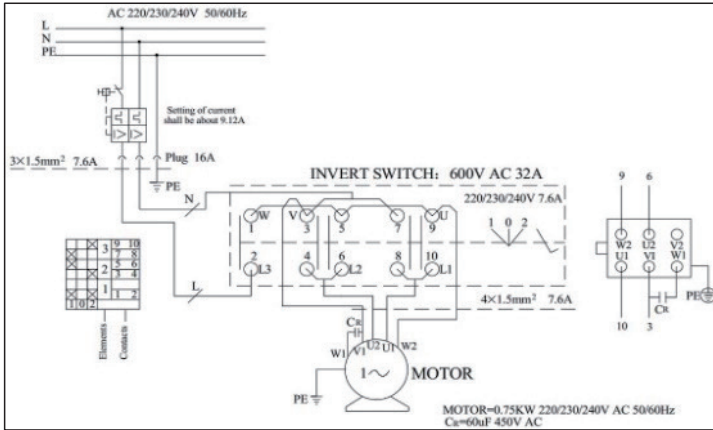 AC 220/230/240V 50/60Hz
L
N
PE
Setting of current
shall be about 9.12A
Plug 16A
3×1.5mm² 7.6A
PE
INVERT SWITCH: 600V AC 32A
N
220/230/240V 7.6A
W V U
1 3 5 7 9
1 0 2
2 4 6 8 10
L3 L2 L1
L
4×1.5mm² 7.6A
3 9 10
7 8
2 5 6
3 4
1
1 2
1 0 2
Elements
Contacts
CR
W1 V1 U2 U1 W2
1~
MOTOR
PE
9 6
W2 U2 V2
U1 V1 W1
PE
CR
10 3
MOTOR=0.75KW 220/230/240V AC 50/60Hz
CR=60uF 450V AC